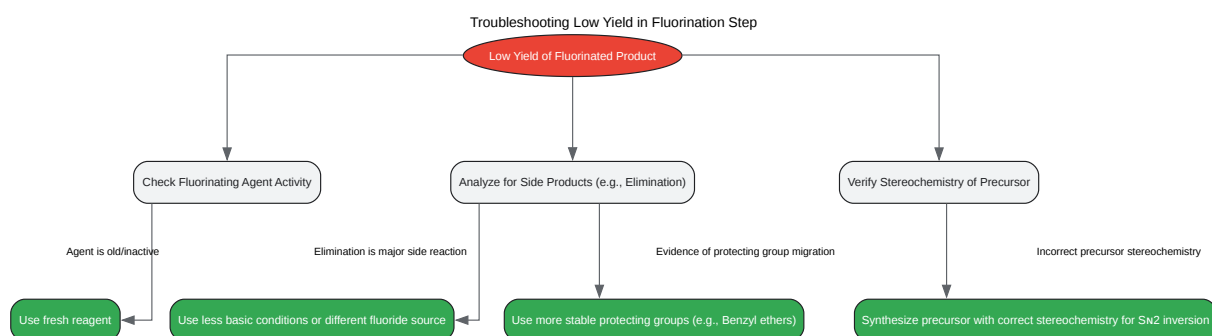 Troubleshooting Low Yield in Fluorination Step
Low Yield of Fluorinated Product
Check Fluorinating Agent Activity
Analyze for Side Products (e.g., Elimination)
Verify Stereochemistry of Precursor
Agent is old/inactive
Elimination is major side reaction
Evidence of protecting group migration
Incorrect precursor stereochemistry
Use fresh reagent
Use less basic conditions or different fluoride source
Use more stable protecting groups (e.g., Benzyl ethers)
Synthesize precursor with correct stereochemistry for Sɴ2 inversion